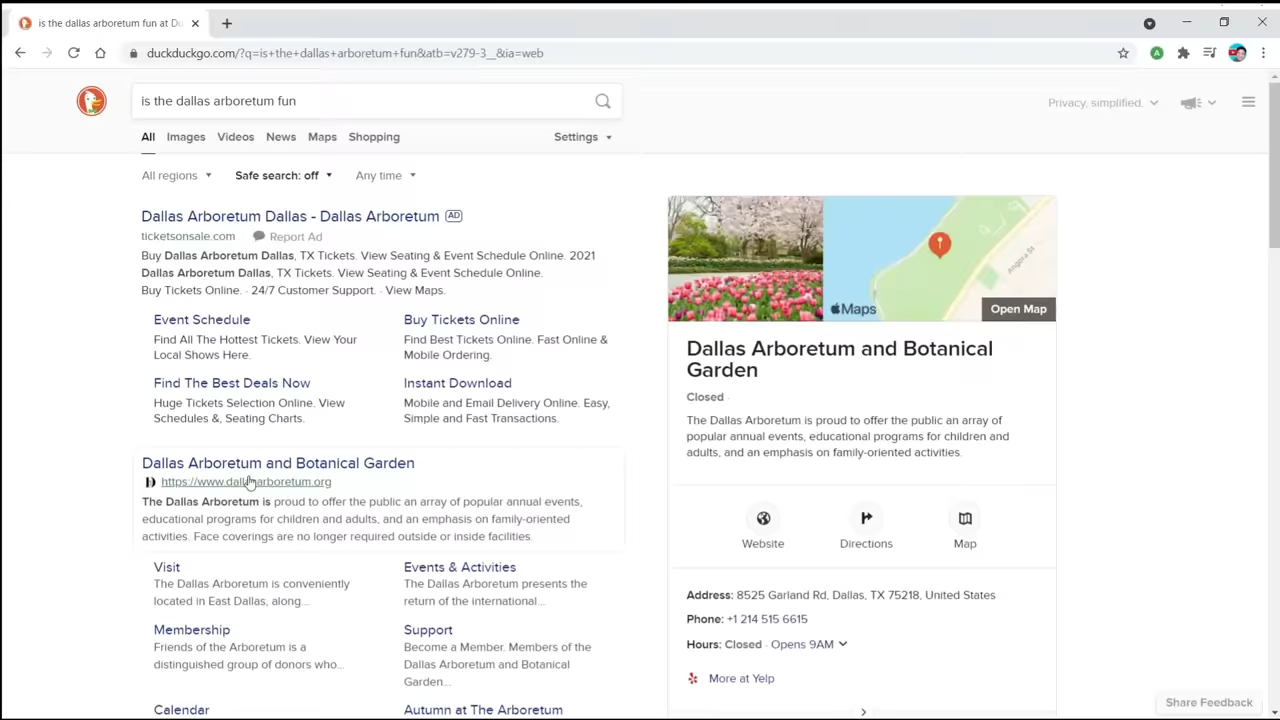 is the dallas arboretum fun at Du
duckduckgo.com/?q=is+the+dallas+arboretum+fun&atb=v279-3__&ia=web
A
is the dallas arboretum fun
Privacy, simplified.
All Images Videos News Maps Shopping Settings
All regions Safe search: off Any time
Dallas Arboretum Dallas - Dallas Arboretum AD
ticketsonsale.com Report Ad
Buy Dallas Arboretum Dallas, TX Tickets. View Seating & Event Schedule Online. 2021
Dallas Arboretum Dallas, TX Tickets. View Seating & Event Schedule Online.
Buy Tickets Online. · 24/7 Customer Support. · View Maps.
Event Schedule
Find All The Hottest Tickets. View Your
Local Shows Here.
Buy Tickets Online
Find Best Tickets Online. Fast Online &
Mobile Ordering.
Find The Best Deals Now
Huge Tickets Selection Online. View
Schedules &, Seating Charts.
Instant Download
Mobile and Email Delivery Online. Easy,
Simple and Fast Transactions.
Dallas Arboretum and Botanical Garden
https://www.dallasarboretum.org
The Dallas Arboretum is proud to offer the public an array of popular annual events,
educational programs for children and adults, and an emphasis on family-oriented
activities. Face coverings are no longer required outside or inside facilities.
Visit
The Dallas Arboretum is conveniently
located in East Dallas, along...
Events & Activities
The Dallas Arboretum presents the
return of the international...
Membership
Friends of the Arboretum is a
distinguished group of donors who...
Support
Become a Member. Members of the
Dallas Arboretum and Botanical
Garden...
Calendar
Autumn at The Arboretum
Angora St
Maps
Open Map
Dallas Arboretum and Botanical
Garden
Closed ·
The Dallas Arboretum is proud to offer the public an array of
popular annual events, educational programs for children and
adults, and an emphasis on family-oriented activities.
Website Directions Map
Address: 8525 Garland Rd, Dallas, TX 75218, United States
Phone: +1 214 515 6615
Hours: Closed · Opens 9AM
More at Yelp
Share Feedback